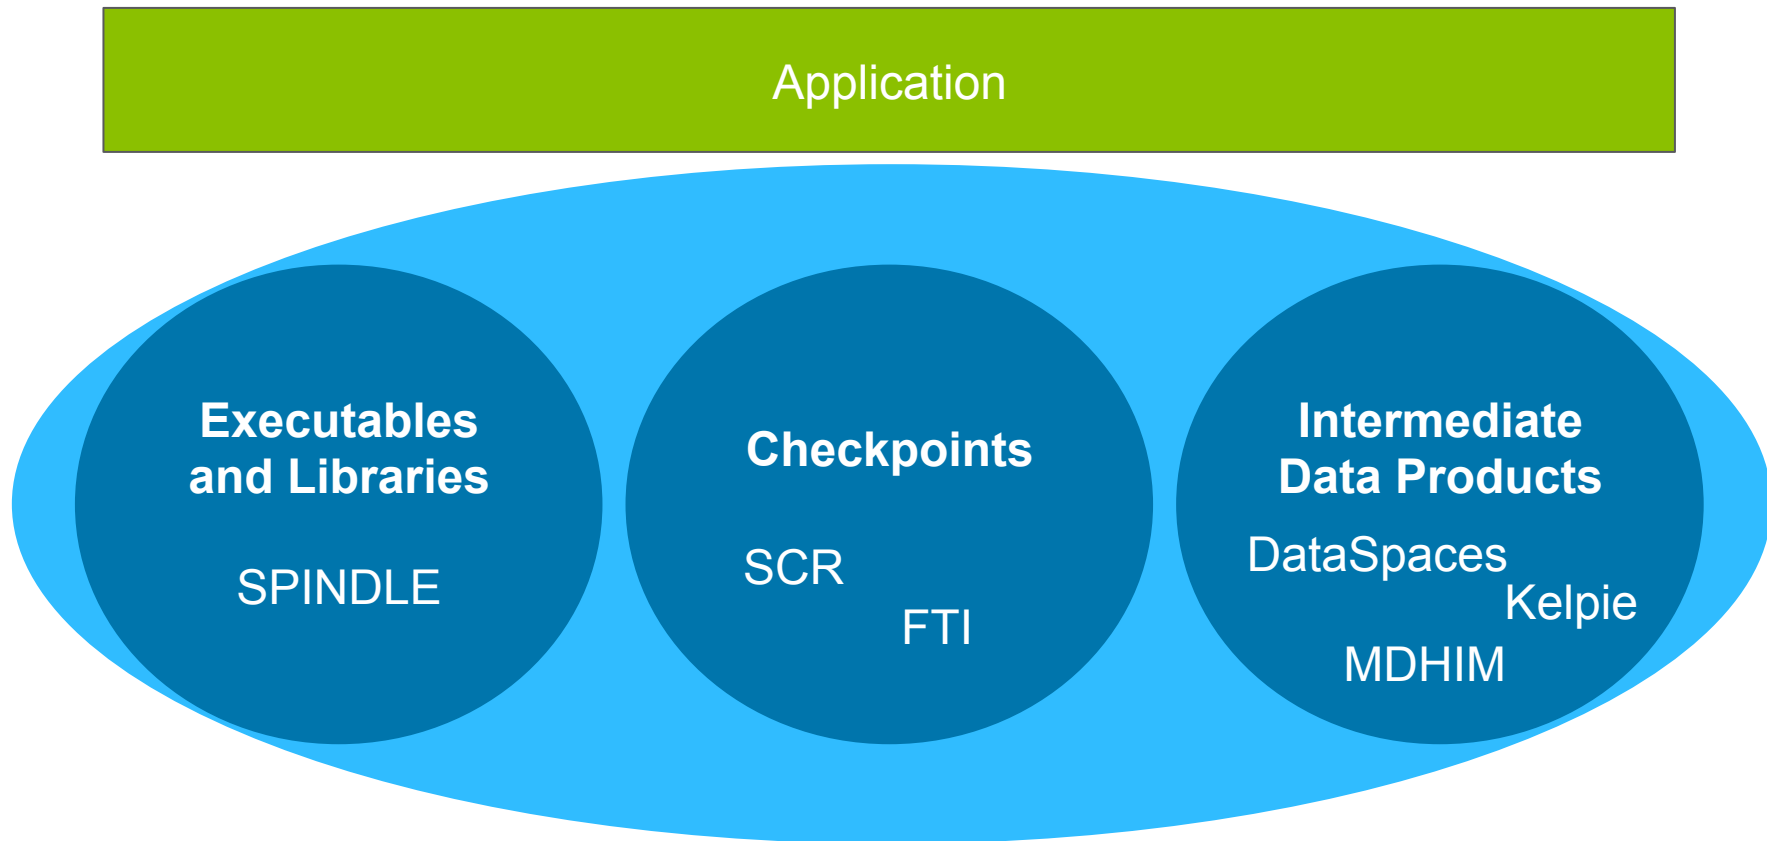 Application
Executables
and Libraries
SPINDLE
Checkpoints
SCR
FTI
Intermediate
Data Products
DataSpaces
Kelpie
MDHIM